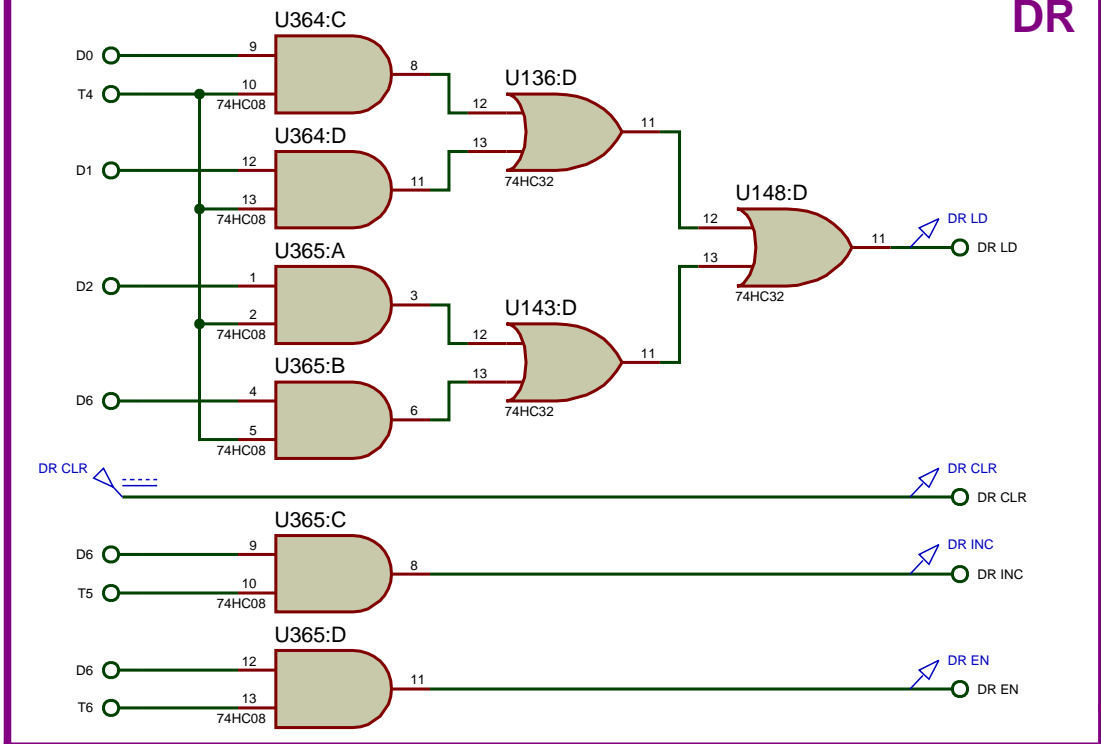 DR
U364:C
D0
9
8
T4
10
74HC08
U136:D
12
11
13
74HC32
U364:D
D1
12
11
13
74HC08
U148:D
12
11
13
74HC32
DR LD
DR LD
U365:A
D2
1
3
2
74HC08
U143:D
12
11
13
74HC32
U365:B
D6
4
6
5
74HC08
DR CLR
DR CLR
DR CLR
U365:C
D6
9
8
T5
10
74HC08
DR INC
DR INC
U365:D
D6
12
11
T6
13
74HC08
DR EN
DR EN